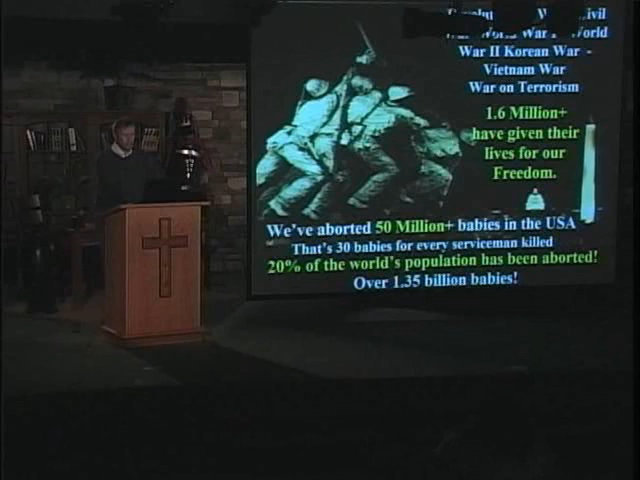 War II Korean War -
Vietnam War
War on Terrorism
1.6 Million+
have given their
lives for our
Freedom.
We've aborted 50 Million+ babies in the USA
That's 30 babies for every serviceman killed
20% of the world's population has been aborted!
Over 1.35 billion babies!